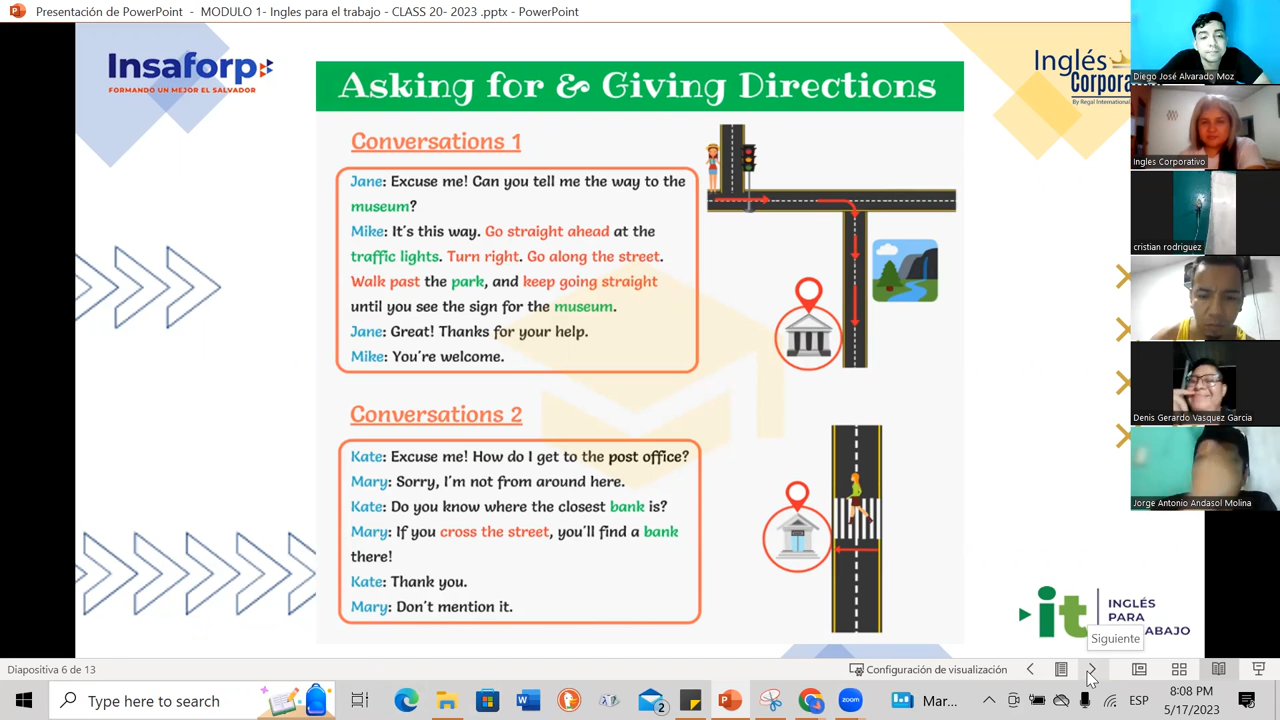 Presentación de PowerPoint - MODULO 1- Ingles para el trabajo - CLASS 20- 2023 .pptx - PowerPoint
Insaforp
FORMANDO UN MEJOR EL SALVADOR
Asking for & Giving Directions
Inglés
Corporativ
By Regal International
Conversations 1
Jane: Excuse me! Can you tell me the way to the
museum?
Mike: It's this way. Go straight ahead at the
traffic lights. Turn right. Go along the street.
Walk past the park, and keep going straight
until you see the sign for the museum.
Jane: Great! Thanks for your help.
Mike: You're welcome.
Conversations 2
Kate: Excuse me! How do I get to the post office?
Mary: Sorry, I'm not from around here.
Kate: Do you know where the closest bank is?
Mary: If you cross the street, you'll find a bank
there!
Kate: Thank you.
Mary: Don't mention it.
Diego José Alvarado Moz
Ingles Corporativo
cristian rodriguez
Denis Gerardo Vasquez Garcia
Jorge Antonio Andasol Molina
it
INGLÉS
PARA
ABAJO
Siguiente
Diapositiva 6 de 13
Configuración de visualización
Type here to search
2
Mar...
ESP
8:08 PM
5/17/2023